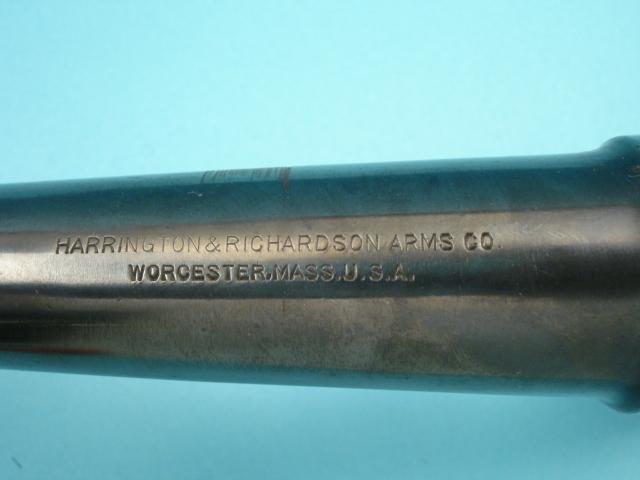 HARRINGTON & RICHARDSON ARMS CO.
WORCESTER, MASS. U.S.A.